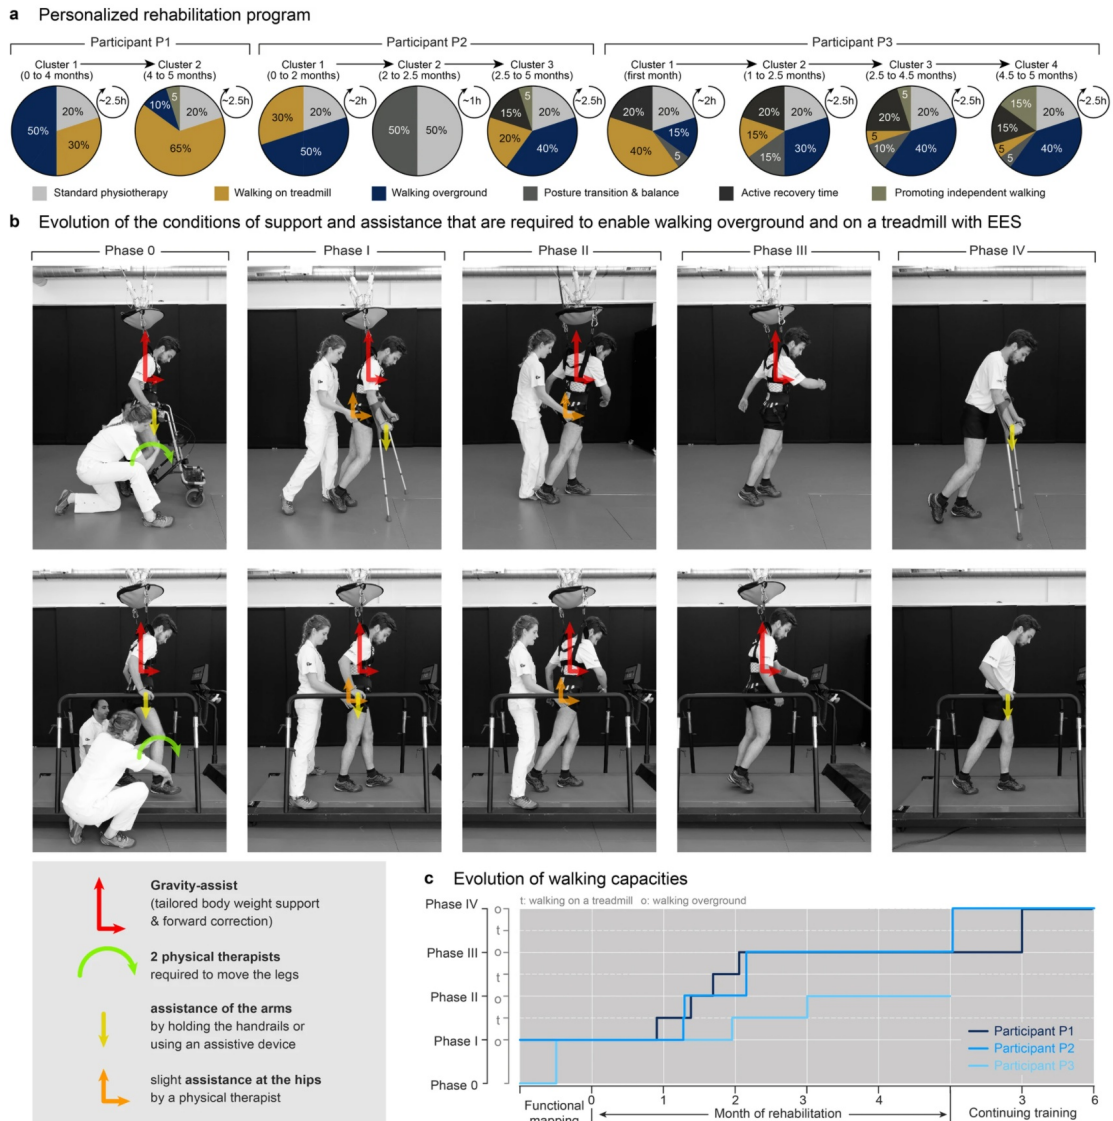 a Personalized rehabilitation program
Participant P1
Participant P2
Participant P3
Cluster 1
(0 to 4 months)
Cluster 2
(4 to 5 months)
Cluster 1
(0 to 2 months)
Cluster 2
(2 to 2.5 months)
Cluster 3
(2.5 to 5 months)
Cluster 1
(first month)
Cluster 2
(1 to 2.5 months)
Cluster 3
(2.5 to 4.5 months)
Cluster 4
(4.5 to 5 months)
20%
30%
50%
~2.5h
5
20%
10%
65%
~2.5h
20%
30%
50%
~2h
50%
50%
~1h
5
20%
15%
20%
40%
~2.5h
20%
20%
15%
40%
5
~2h
20%
20%
15%
15%
30%
~2.5h
5
20%
20%
5
10%
40%
~2.5h
15%
20%
15%
5
5
40%
~2.5h
Standard physiotherapy
Walking on treadmill
Walking overground
Posture transition & balance
Active recovery time
Promoting independent walking
b Evolution of the conditions of support and assistance that are required to enable walking overground and on a treadmill with EES
Phase 0
Phase I
Phase II
Phase III
Phase IV
Gravity-assist
(tailored body weight support
& forward correction)
2 physical therapists
required to move the legs
assistance of the arms
by holding the handrails or
using an assistive device
slight assistance at the hips
by a physical therapist
c Evolution of walking capacities
t: walking on a treadmill o: walking overground
Phase IV
o
t
Phase III
o
t
Phase II
o
t
Phase I
o
Phase 0
Participant P1
Participant P2
Participant P3
0
1
2
3
4
3
6
Functional
mapping
Month of rehabilitation
Continuing training